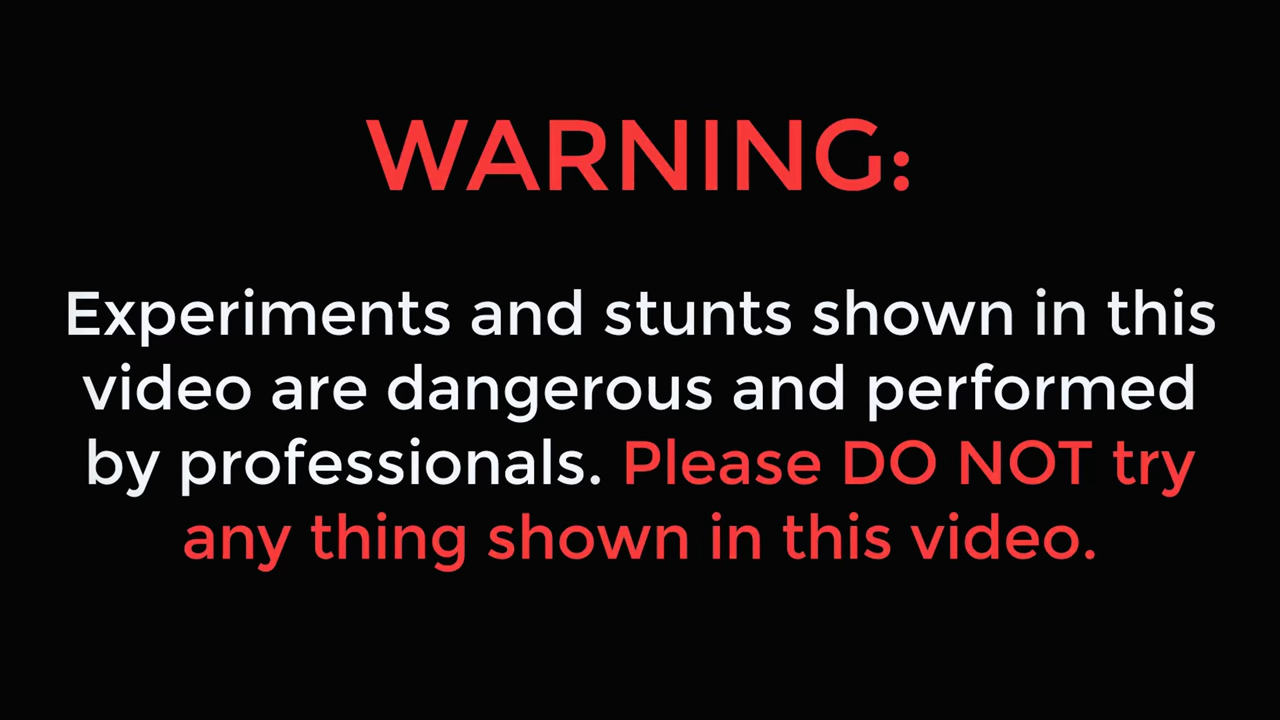 WARNING:
Experiments and stunts shown in this
video are dangerous and performed
by professionals. Please DO NOT try
any thing shown in this video.